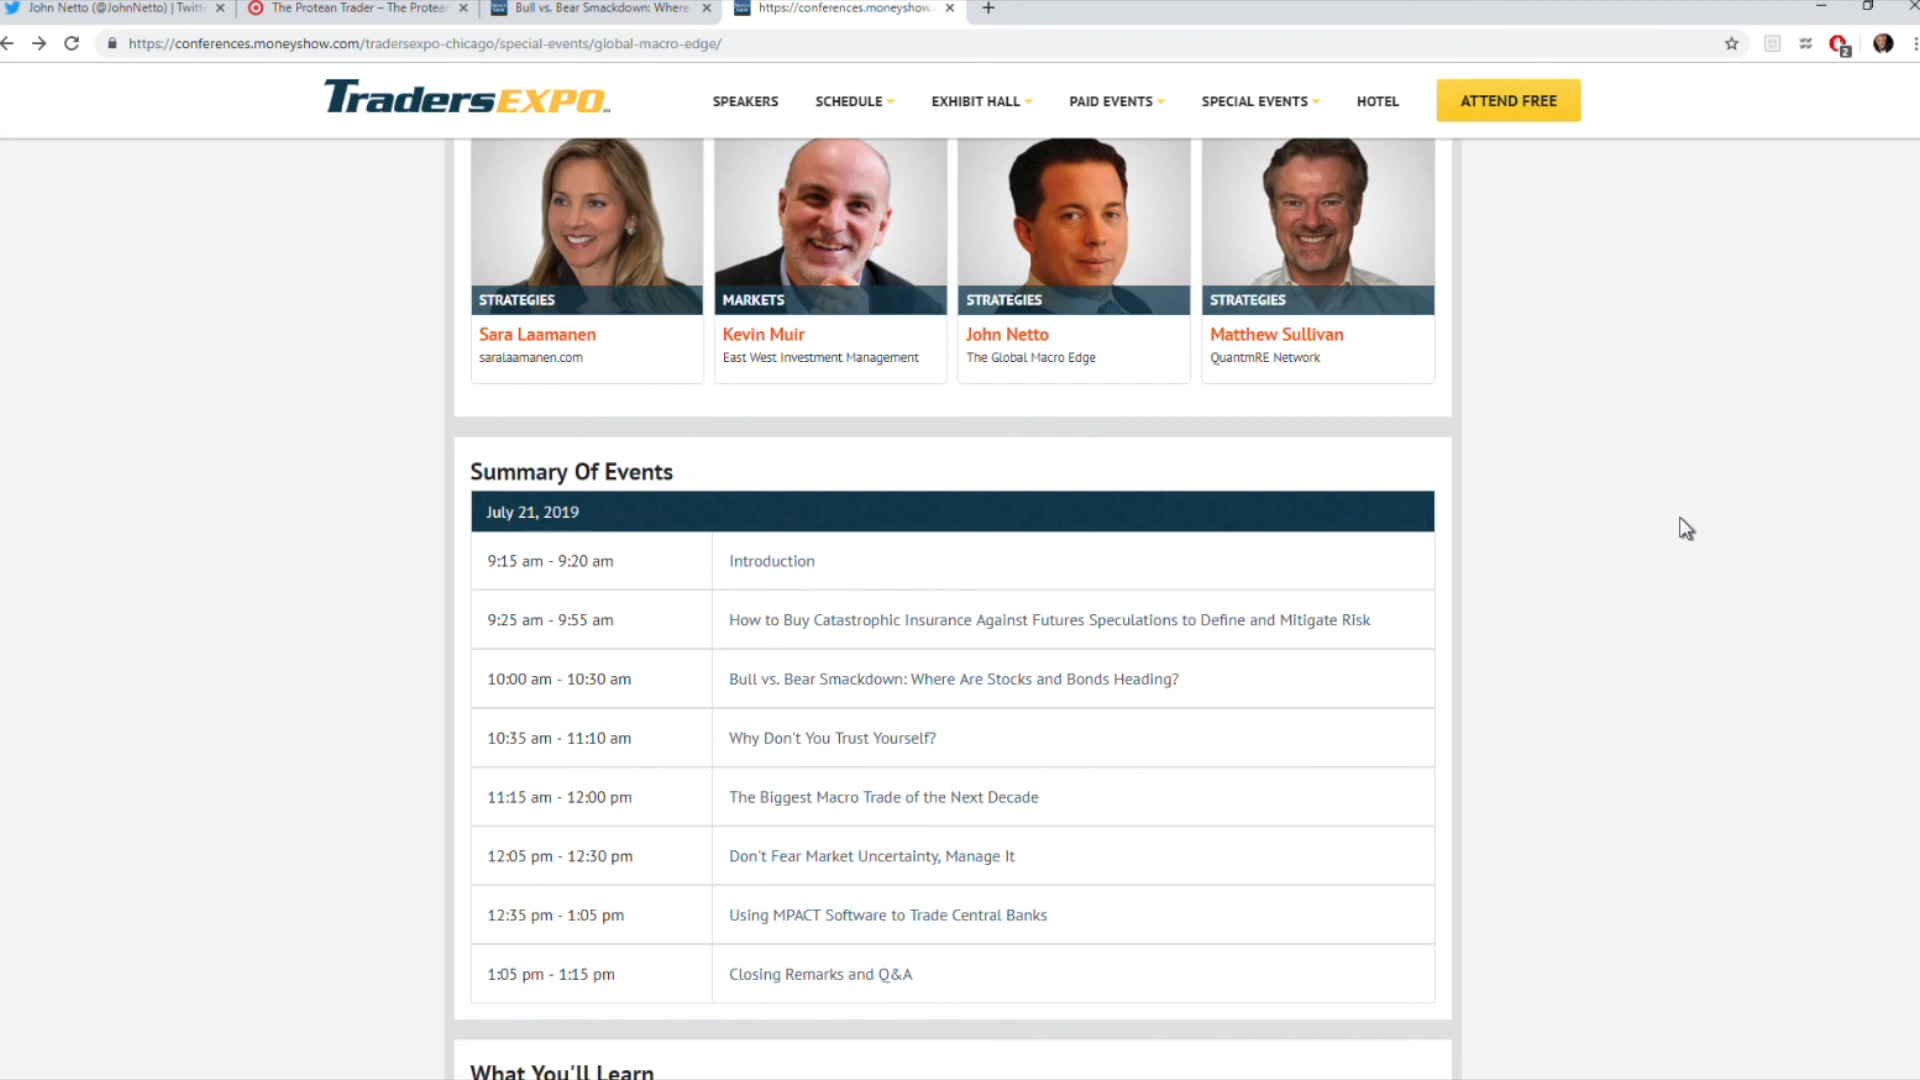 John Netto (@JohnNetto) | Twitt
The Protean Trader – The Protea
Bull vs. Bear Smackdown: Where
https://conferences.moneyshow.
https://conferences.moneyshow.com/tradersexpo-chicago/special-events/global-macro-edge/
2
TradersEXPO
SPEAKERS
SCHEDULE
EXHIBIT HALL
PAID EVENTS
SPECIAL EVENTS
HOTEL
ATTEND FREE
STRATEGIES
Sara Laamanen
saralaamanen.com
MARKETS
Kevin Muir
East West Investment Management
STRATEGIES
John Netto
The Global Macro Edge
STRATEGIES
Matthew Sullivan
QuantmRE Network
Summary Of Events
July 21, 2019
9:15 am - 9:20 am
Introduction
9:25 am - 9:55 am
How to Buy Catastrophic Insurance Against Futures Speculations to Define and Mitigate Risk
10:00 am - 10:30 am
Bull vs. Bear Smackdown: Where Are Stocks and Bonds Heading?
10:35 am - 11:10 am
Why Don't You Trust Yourself?
11:15 am - 12:00 pm
The Biggest Macro Trade of the Next Decade
12:05 pm - 12:30 pm
Don't Fear Market Uncertainty, Manage It
12:35 pm - 1:05 pm
Using MPACT Software to Trade Central Banks
1:05 pm - 1:15 pm
Closing Remarks and Q&A
What You'll Learn